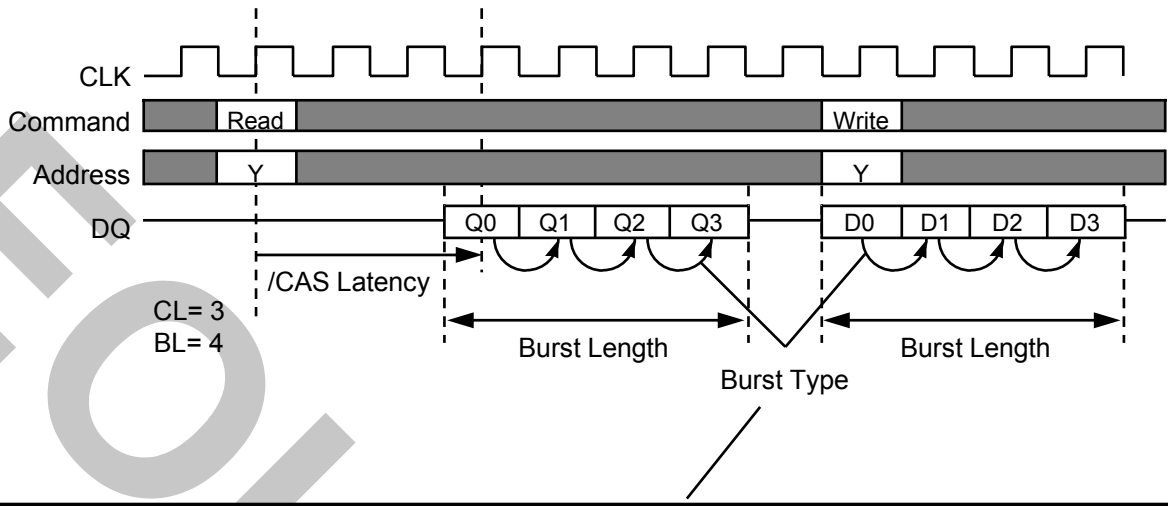 CLK
Command Read Write
Address Y Y
DQ Q0 Q1 Q2 Q3 D0 D1 D2 D3
/CAS Latency
CL= 3
BL= 4
Burst Length Burst Length
Burst Type